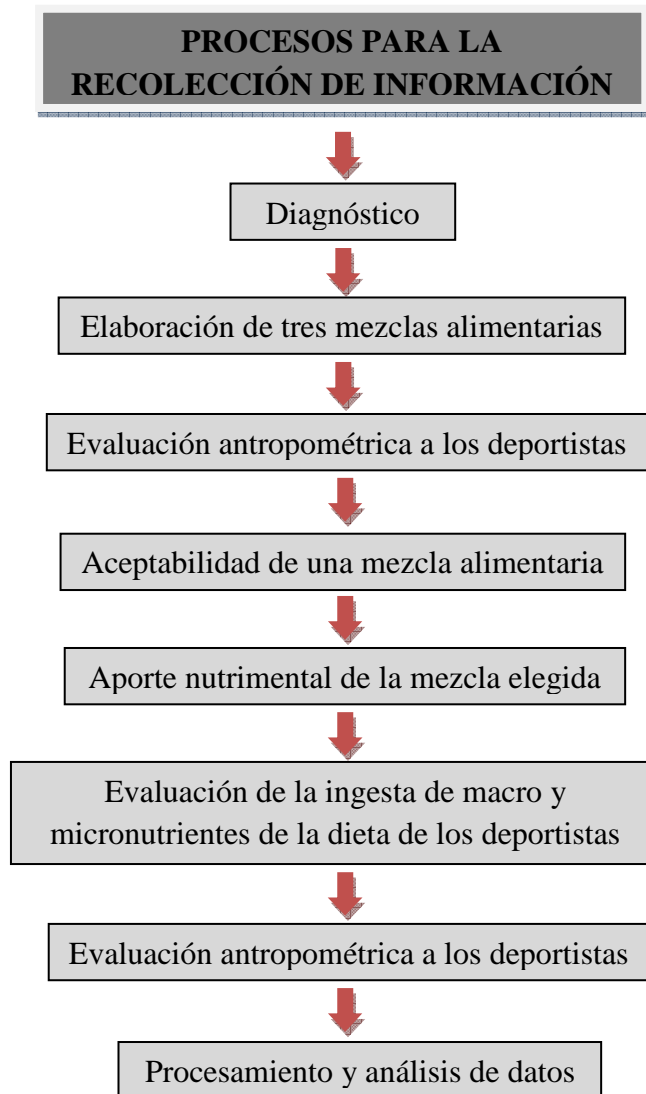 PROCESOS PARA LA
RECOLECCIÓN DE INFORMACIÓN
Diagnóstico
Elaboración de tres mezclas alimentarias
Evaluación antropométrica a los deportistas
Aceptabilidad de una mezcla alimentaria
Aporte nutrimental de la mezcla elegida
Evaluación de la ingesta de macro y
micronutrientes de la dieta de los deportistas
Evaluación antropométrica a los deportistas
Procesamiento y análisis de datos